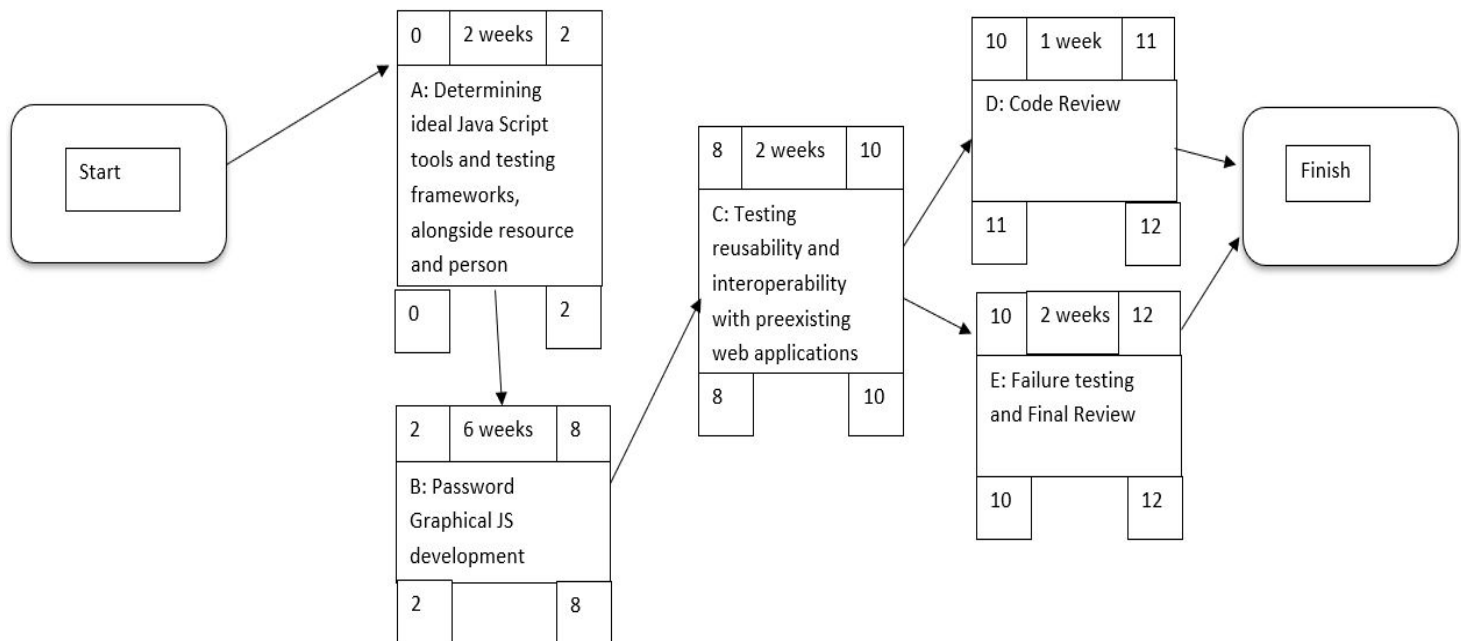 Start
0 2 weeks 2
A: Determining
ideal Java Script
tools and testing
frameworks,
alongside resource
and person
0 2
2 6 weeks 8
B: Password
Graphical JS
development
2 8
8 2 weeks 10
C: Testing
reusability and
interoperability
with preexisting
web applications
8 10
10 1 week 11
D: Code Review
11 12
10 2 weeks 12
E: Failure testing
and Final Review
10 12
Finish